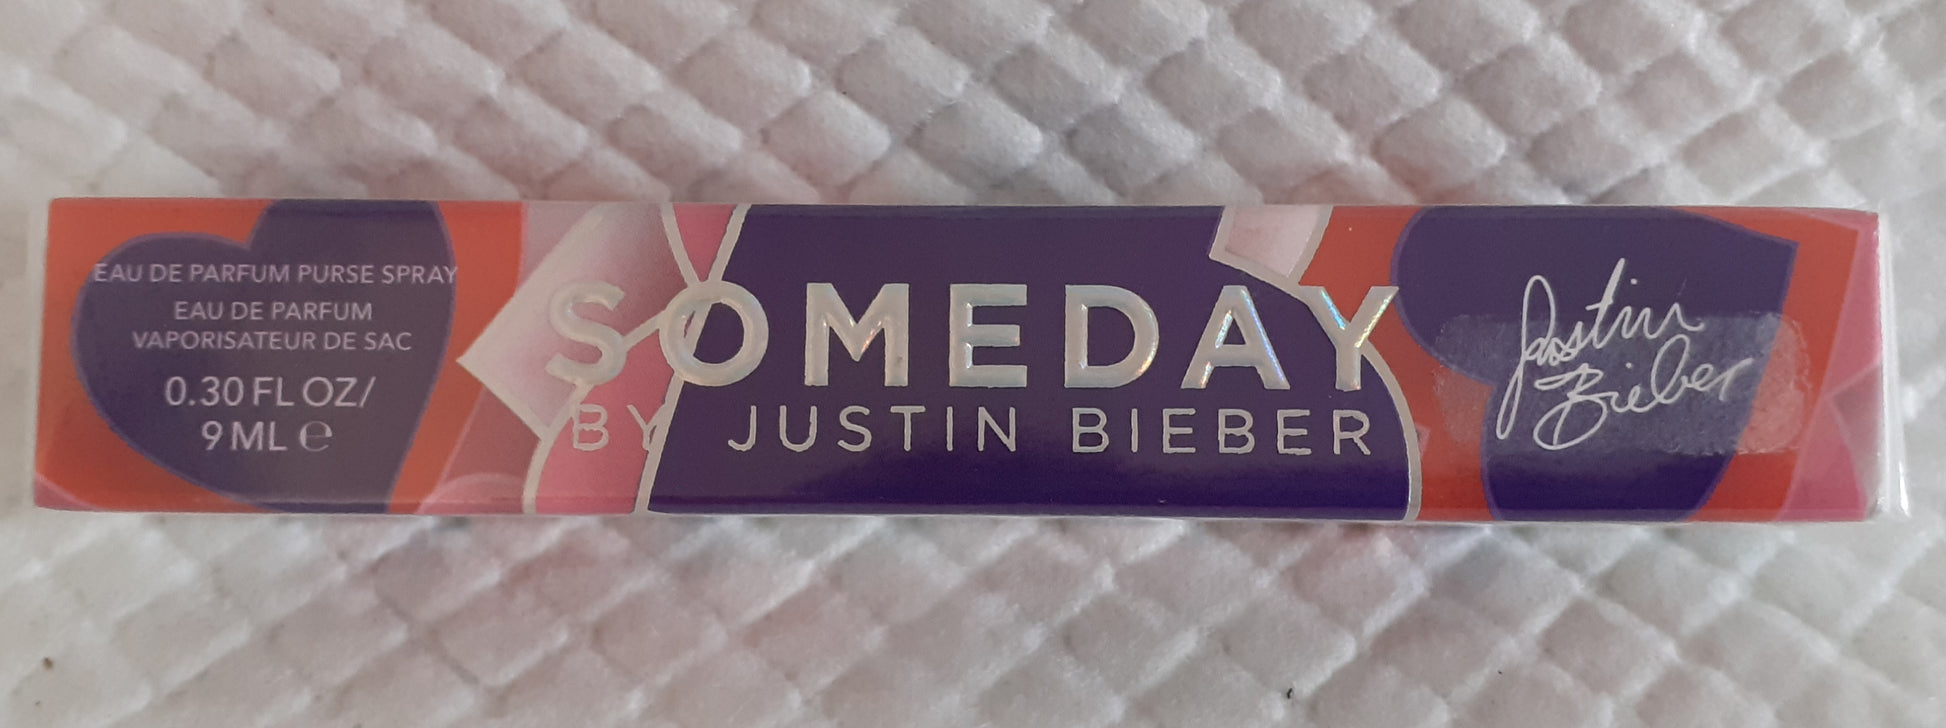 EAU DE PARFUM PURSE SPRAY
EAU DE PARFUM
VAPORISATEUR DE SAC
0.30 FL OZ/
9 ML ℮
SOMEDAY
BY JUSTIN BIEBER
Justin
Bieber